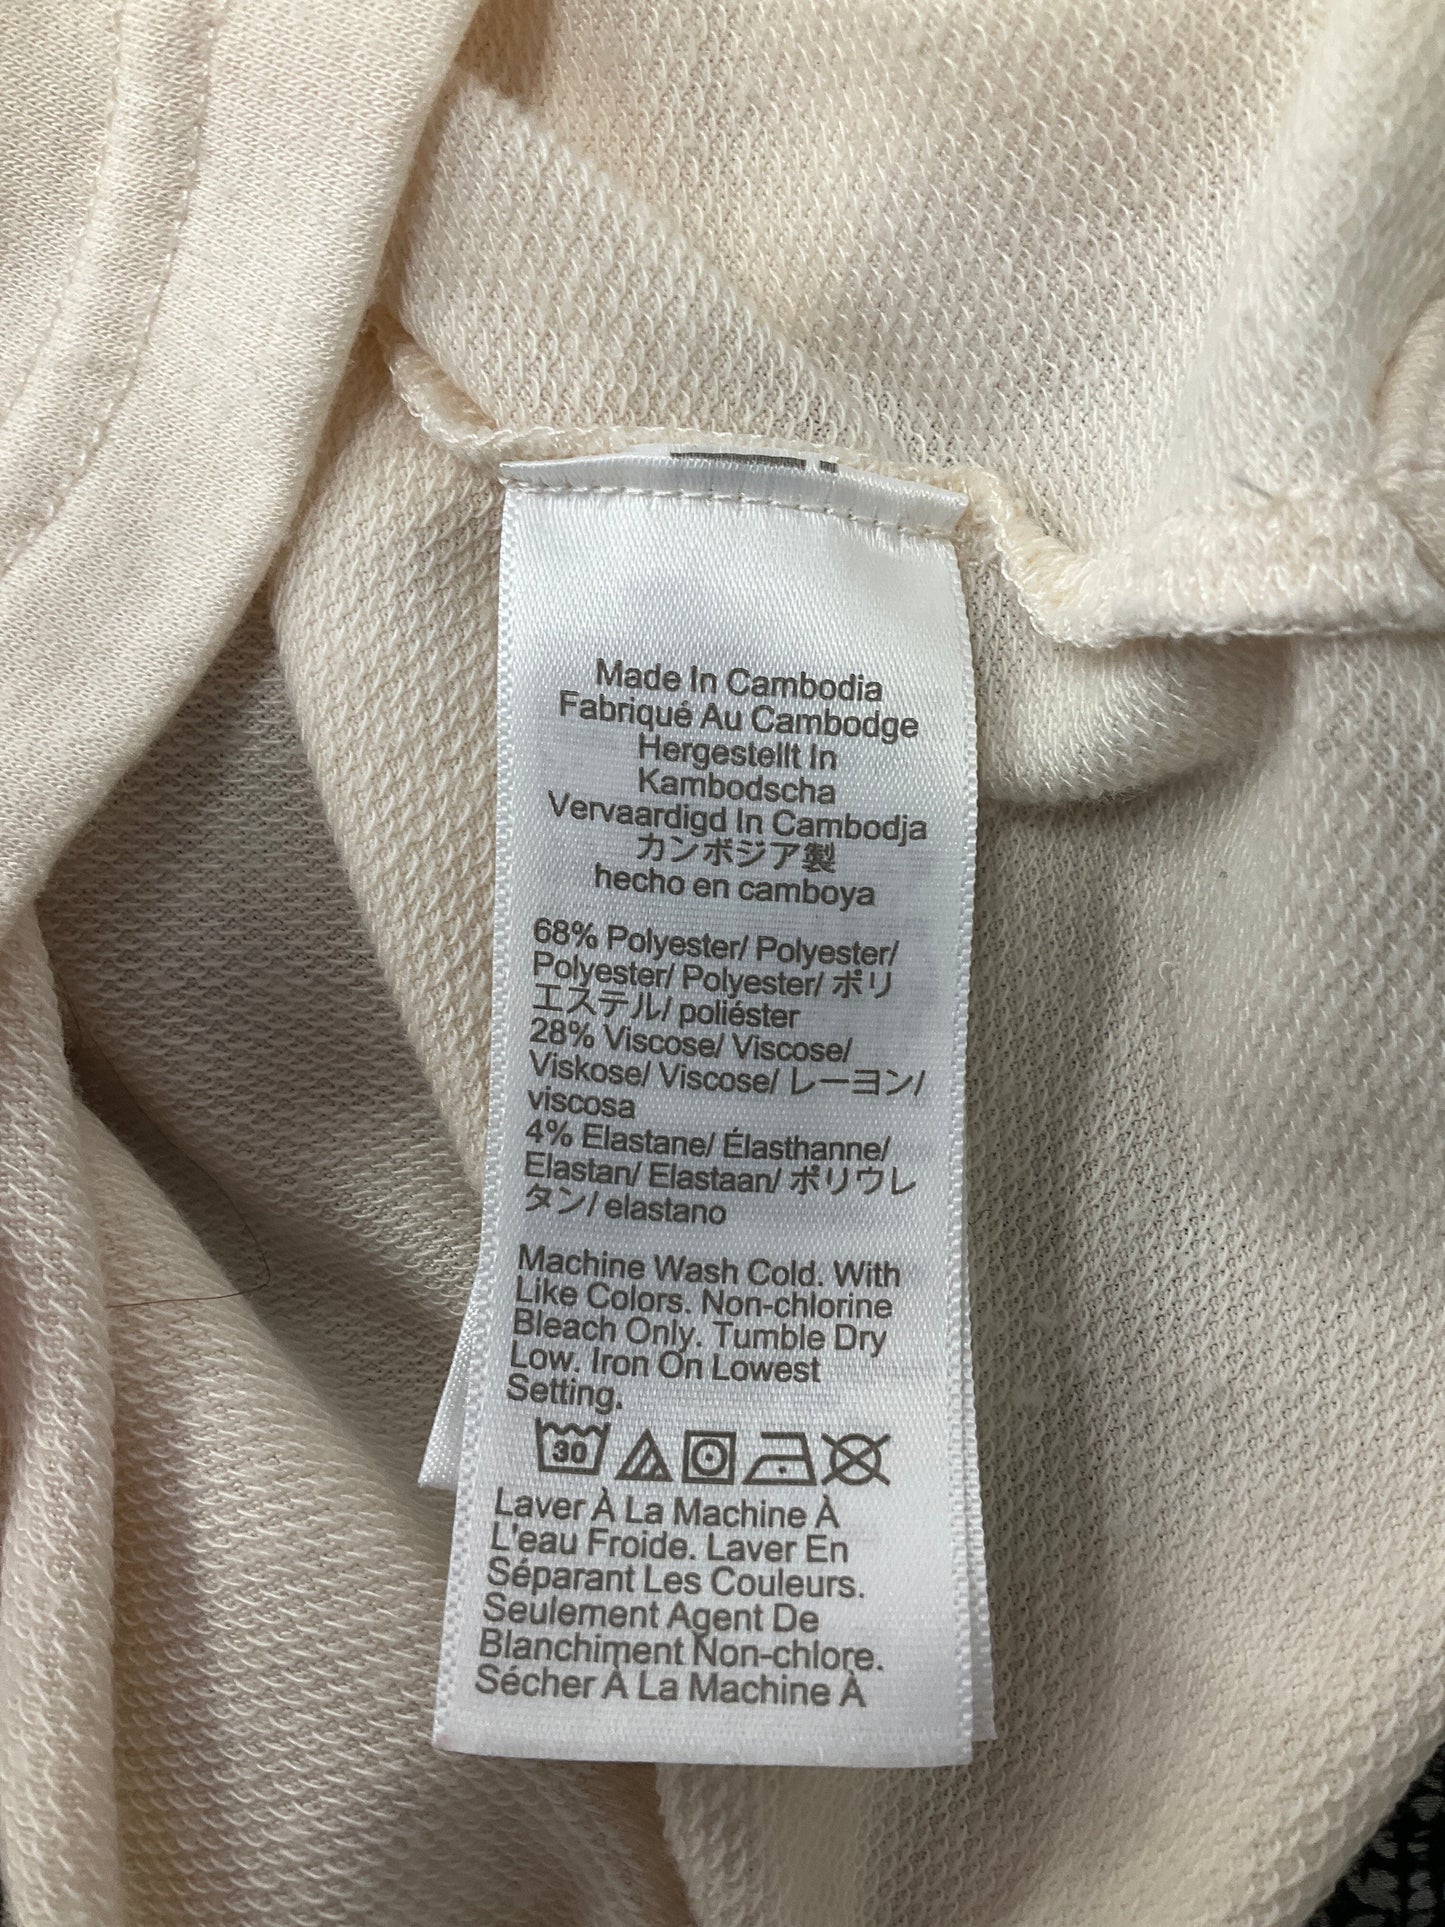 Made In Cambodia
Fabriqué Au Cambodge
Hergestellt In
Kambodscha
Vervaardigd In Cambodja
カンボジア製
hecho en camboya
68% Polyester/ Polyester/
Polyester/ Polyester/ ポリ
エステル/ poliéster
28% Viscose/ Viscose/
Viskose/ Viscose/ レーヨン/
viscosa
4% Elastane/ Élasthanne/
Elastan/ Elastaan/ ポリウレ
タン/ elastano
Machine Wash Cold. With
Like Colors. Non-chlorine
Bleach Only. Tumble Dry
Low. Iron On Lowest
Setting.
30
Laver À La Machine À
L'eau Froide. Laver En
Séparant Les Couleurs.
Seulement Agent De
Blanchiment Non-chlore.
Sécher À La Machine À